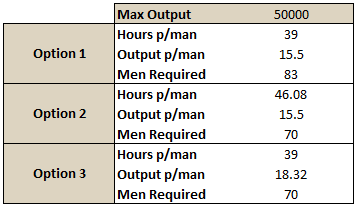 Max Output 50000
Option 1
Hours p/man 39
Output p/man 15.5
Men Required 83
Option 2
Hours p/man 46.08
Output p/man 15.5
Men Required 70
Option 3
Hours p/man 39
Output p/man 18.32
Men Required 70